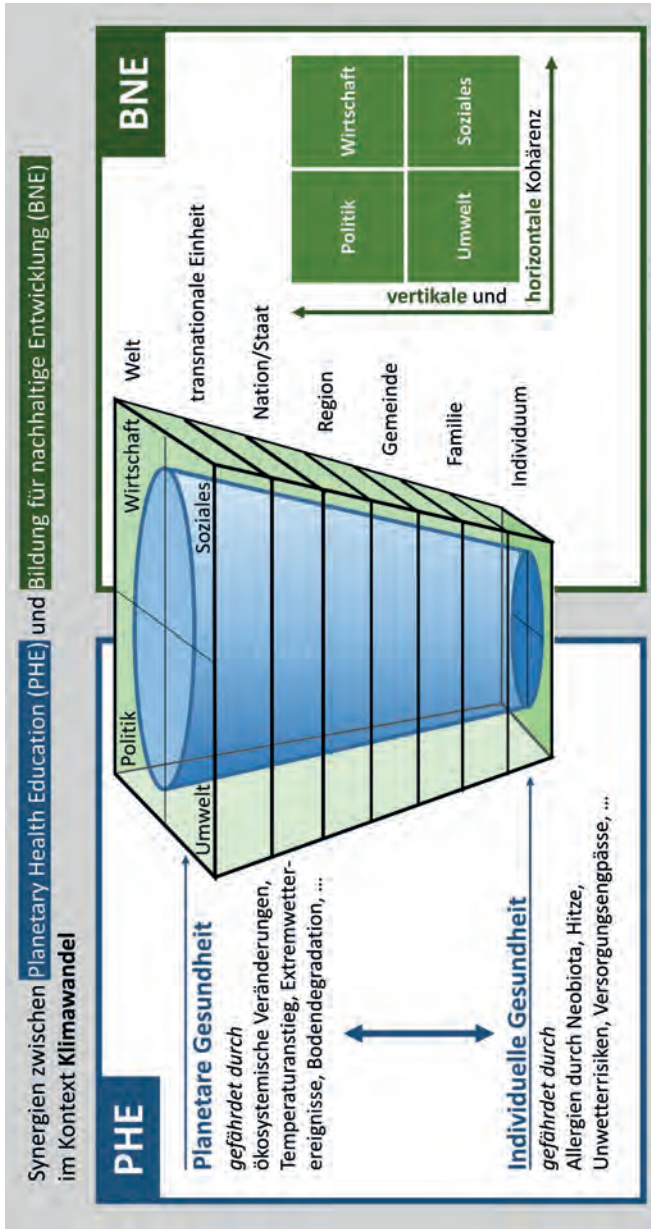 Synergien zwischen Planetary Health Education (PHE) und Bildung für nachhaltige Entwicklung (BNE)
im Kontext Klimawandel
PHE
Planetare Gesundheit
gefährdet durch
ökosystemische Veränderungen,
Temperaturanstieg, Extremwetter-
ereignisse, Bodendegradation, ...
Individuelle Gesundheit
gefährdet durch
Allergien durch Neobiota, Hitze,
Unwetterrisiken, Versorgungsengpässe, ...
Politik
Wirtschaft
Umwelt
Soziales
Welt
transnationale Einheit
Nation/Staat
Region
Gemeinde
Familie
Individuum
BNE
Politik
Wirtschaft
Umwelt
Soziales
vertikale und
horizontale Kohärenz